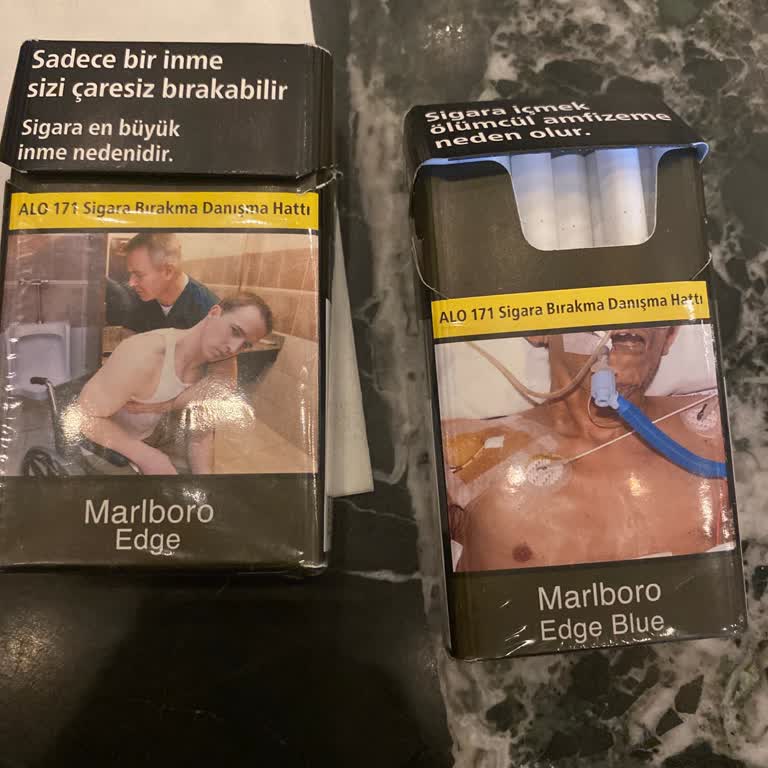 Sadece bir inme
sizi çaresiz bırakabilir
Sigara en büyük
inme nedenidir.
ALO 171 Sigara Bırakma Danışma Hattı
Marlboro
Edge
Sigara içmek
ölümcül amfizeme
neden olur.
ALO 171 Sigara Bırakma Danışma Hattı
Marlboro
Edge Blue